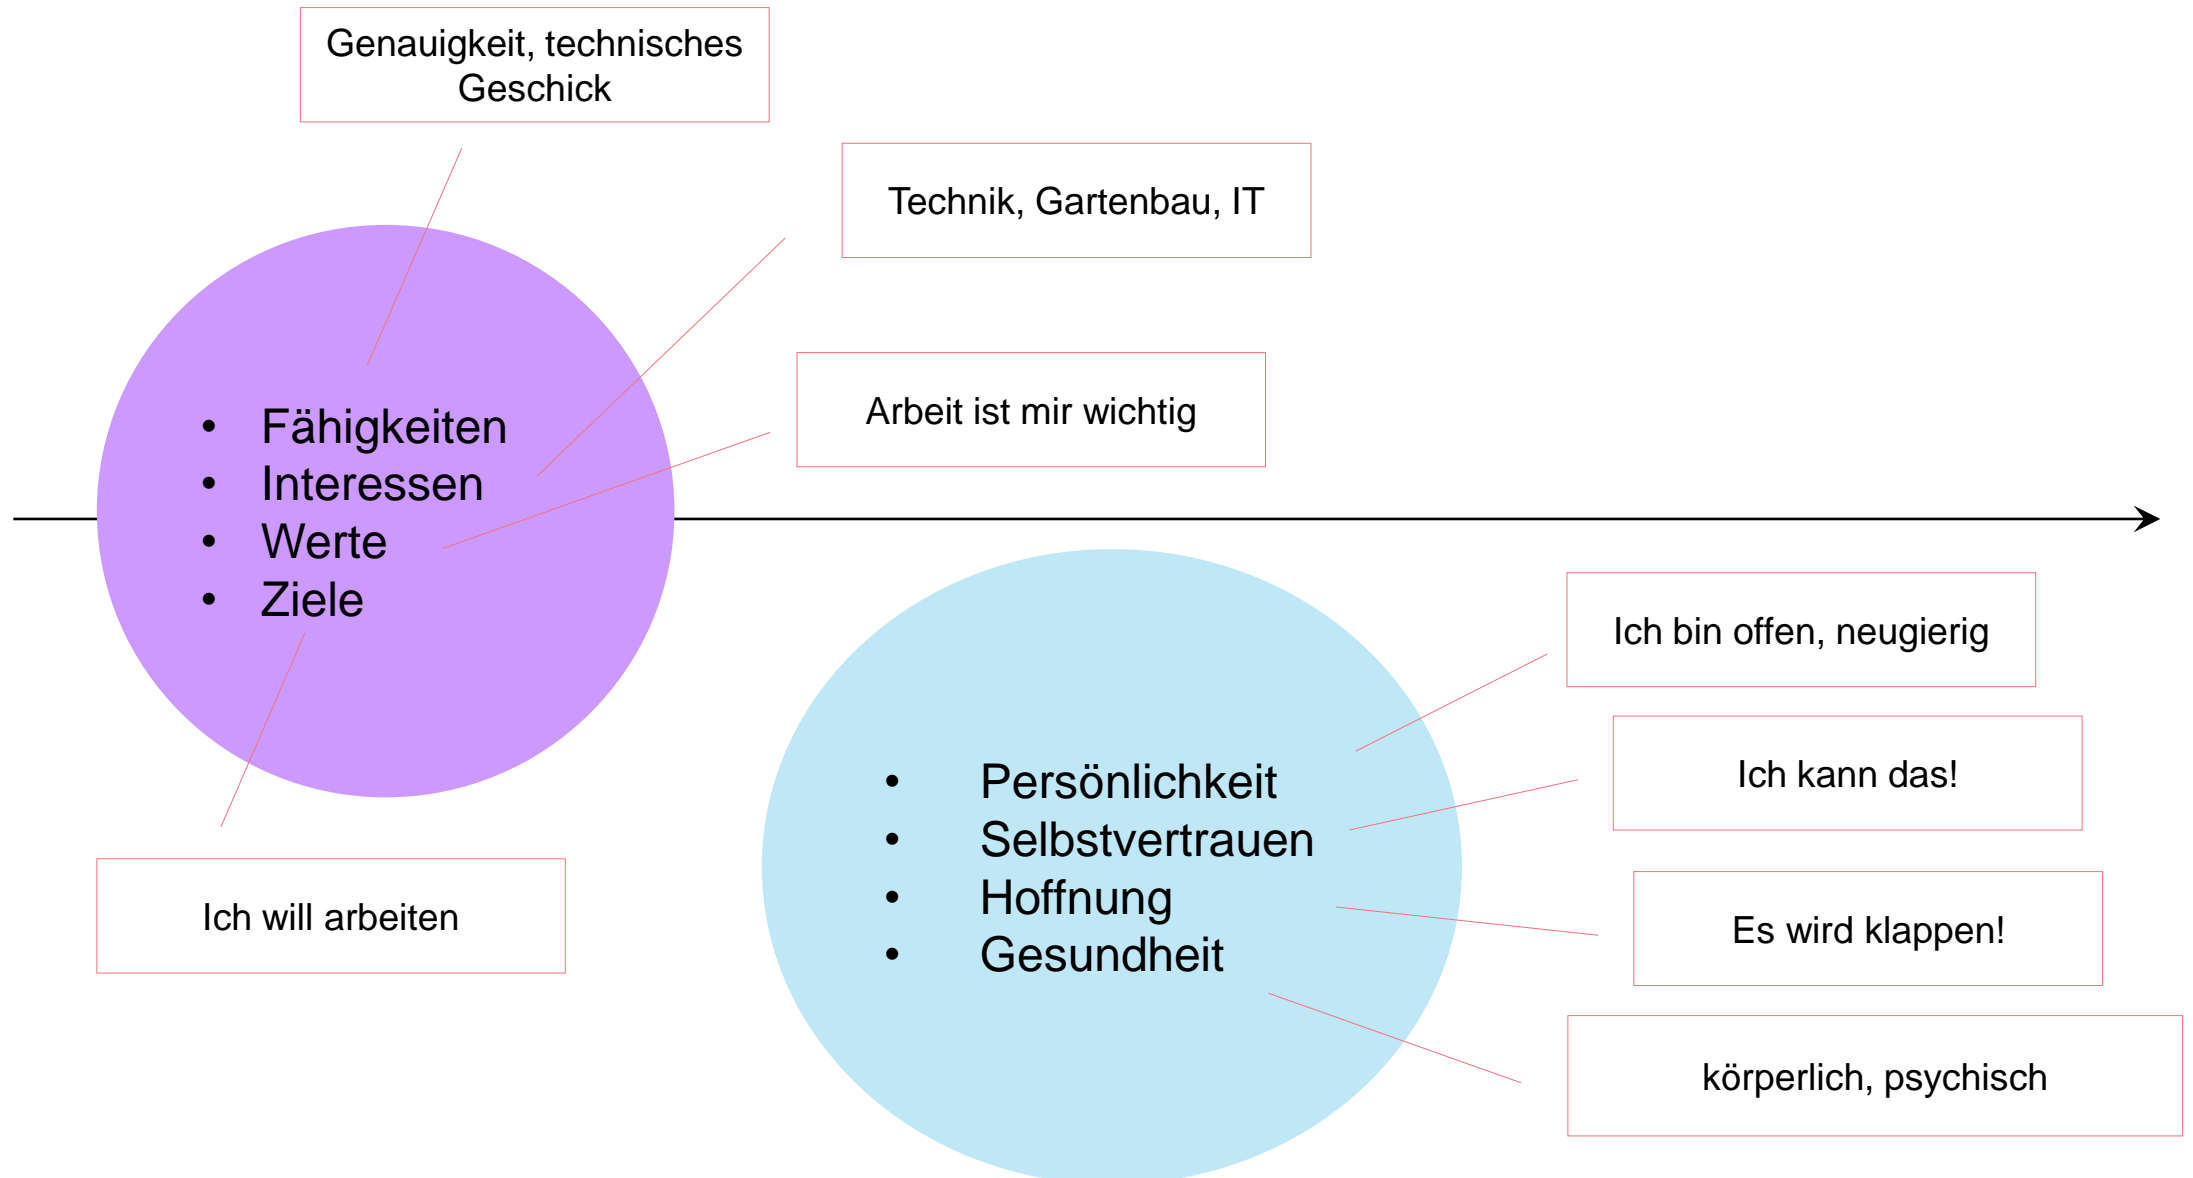 Genauigkeit, technisches
Geschick
Technik, Gartenbau, IT
Arbeit ist mir wichtig
• Fähigkeiten
• Interessen
• Werte
• Ziele
Ich will arbeiten
• Persönlichkeit
• Selbstvertrauen
• Hoffnung
• Gesundheit
Ich bin offen, neugierig
Ich kann das!
Es wird klappen!
körperlich, psychisch